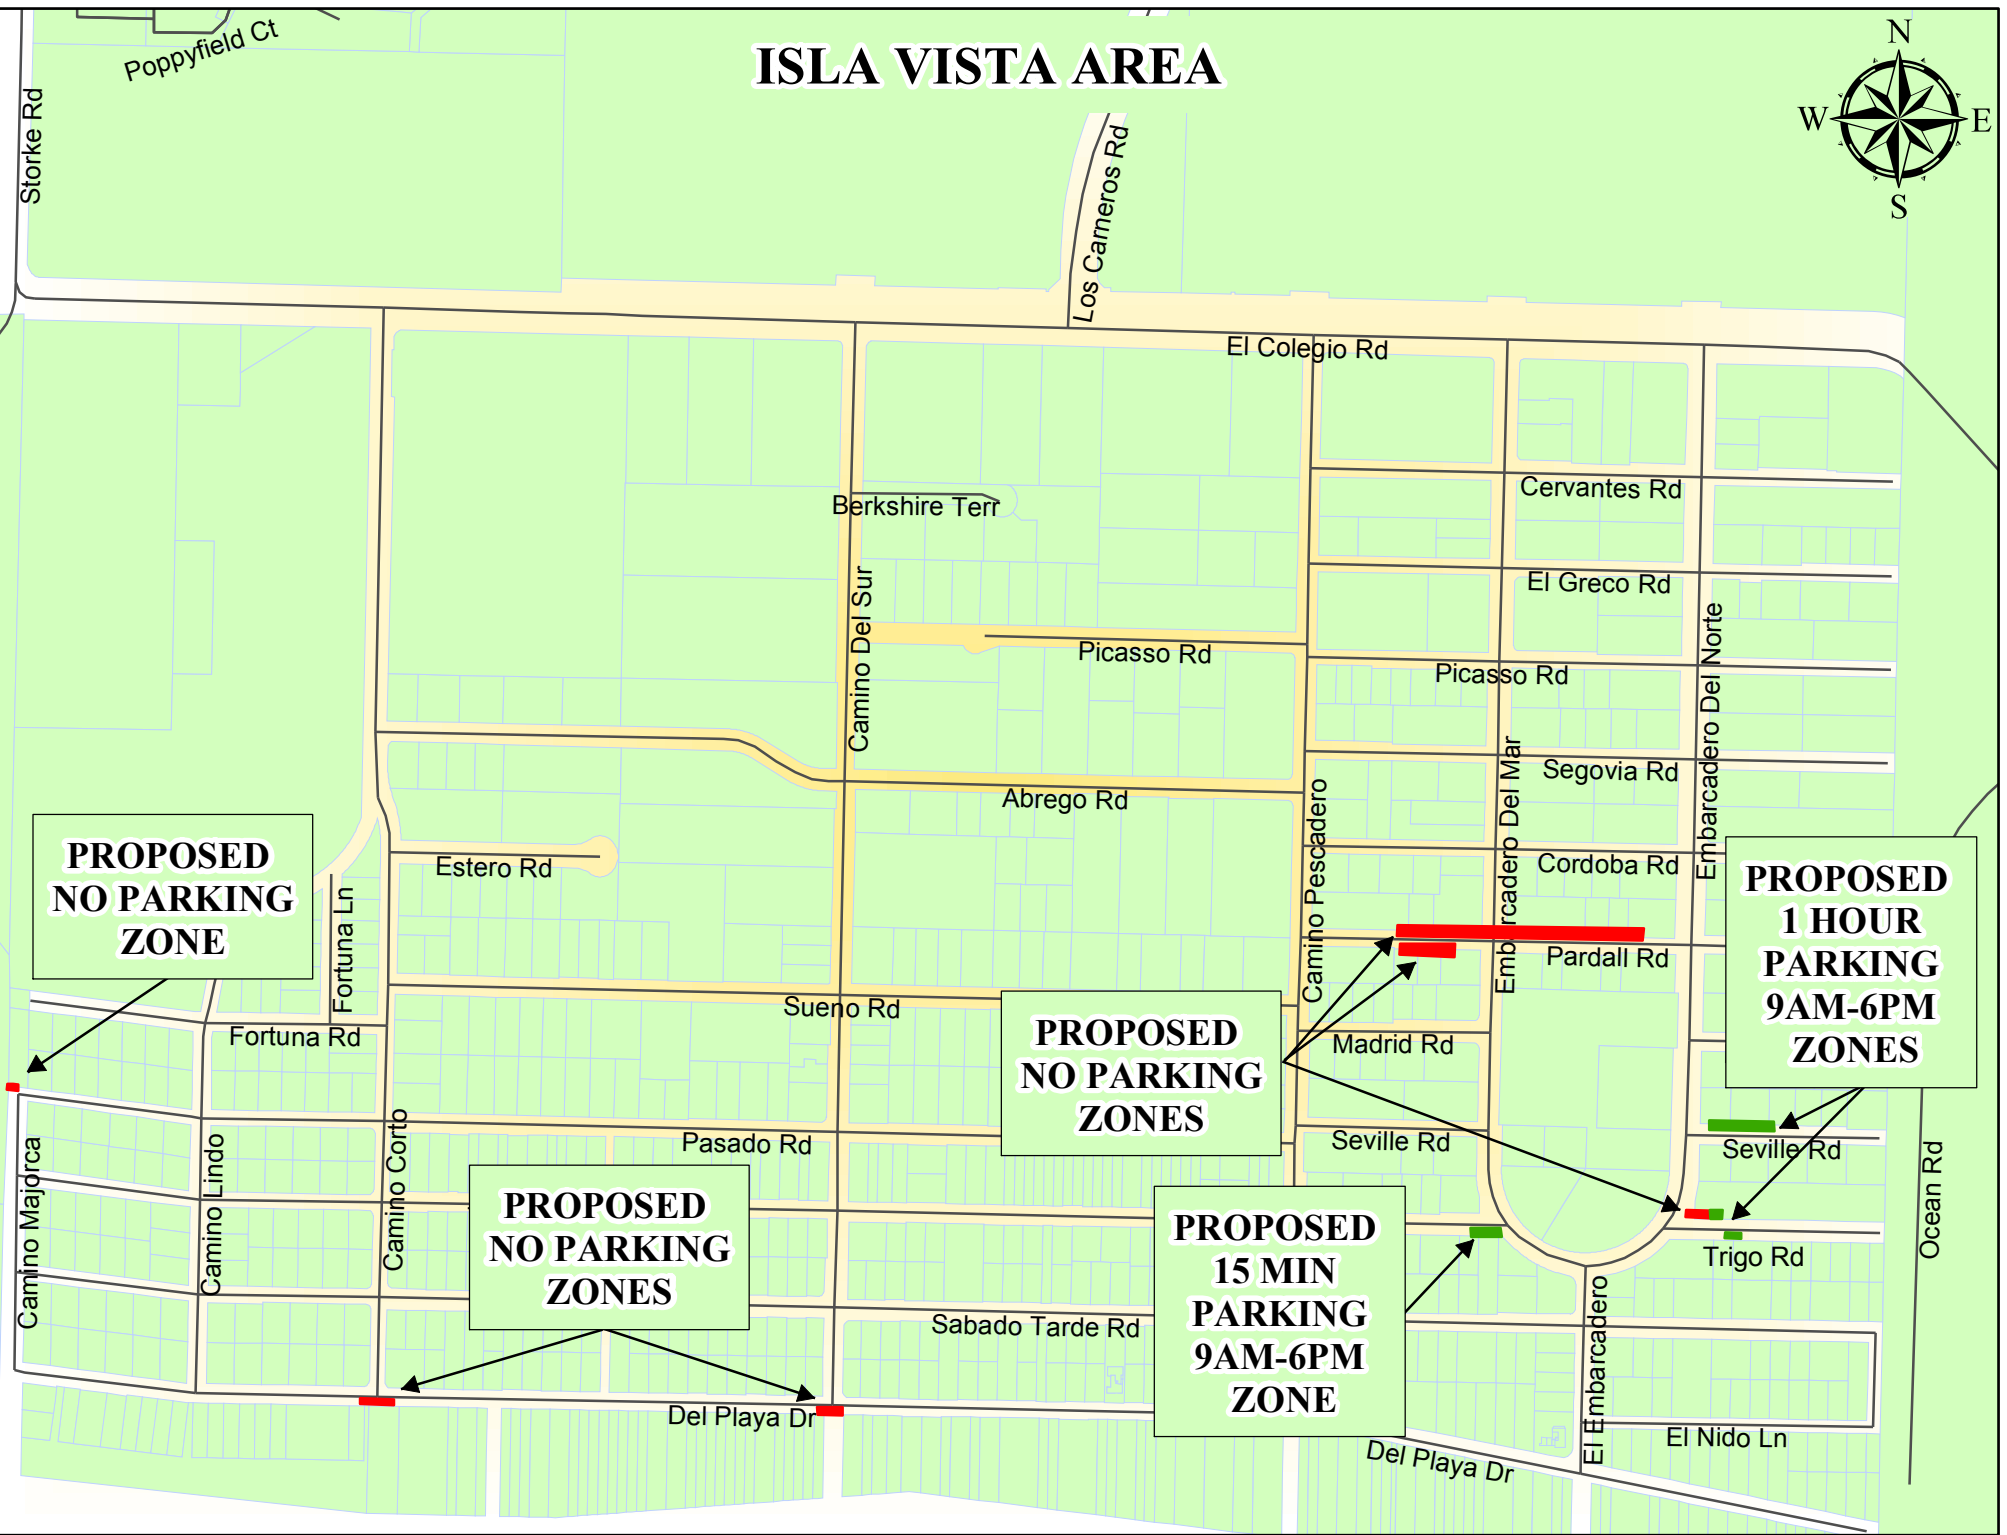 Poppyfield Ct
ISLA VISTA AREA
N
W
E
S
Storke Rd
Los Carneros Rd
El Colegio Rd
Cervantes Rd
Berkshire Terr
El Greco Rd
Camino Del Sur
Picasso Rd
Picasso Rd
Embarcadero Del Norte
Segovia Rd
Abrego Rd
Embarcadero Del Mar
Camino Pescadero
Cordoba Rd
Estero Rd
PROPOSED
NO PARKING
ZONE
Fortuna Ln
PROPOSED
1 HOUR
PARKING
9AM-6PM
ZONES
Pardall Rd
Sueno Rd
Fortuna Rd
PROPOSED
NO PARKING
ZONES
Madrid Rd
Pasado Rd
Seville Rd
Seville Rd
Camino Majorca
Camino Lindo
Camino Corto
PROPOSED
NO PARKING
ZONES
PROPOSED
15 MIN
PARKING
9AM-6PM
ZONE
Trigo Rd
Ocean Rd
Sabado Tarde Rd
El Embarcadero
Del Playa Dr
Del Playa Dr
El Nido Ln